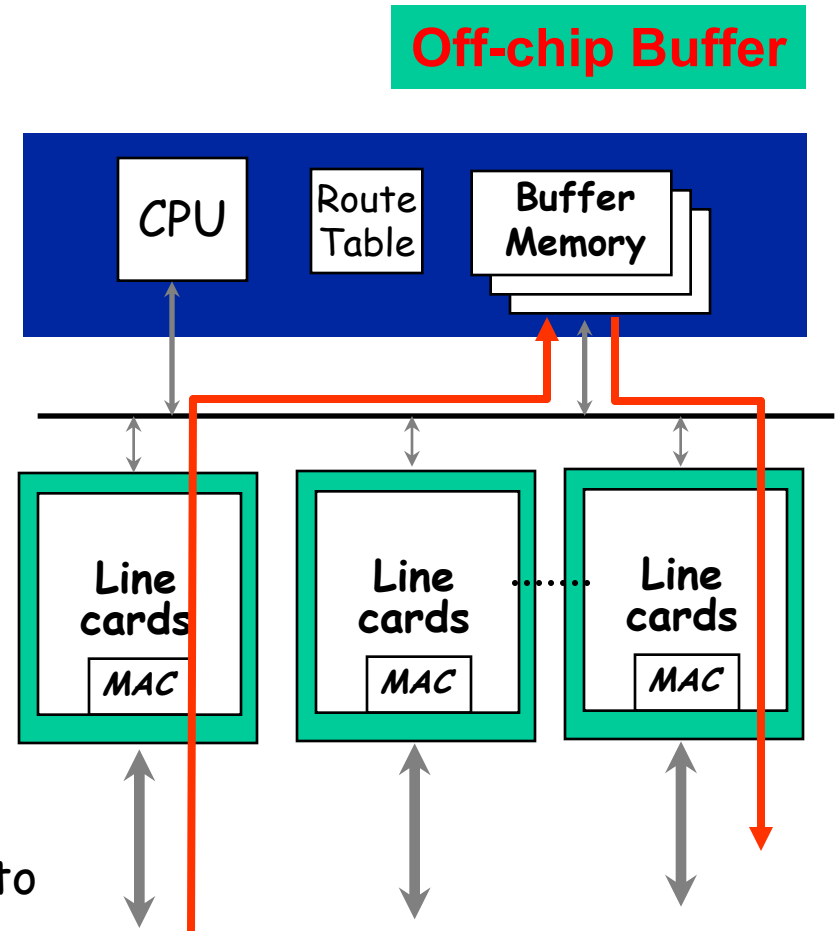 Off-chip Buffer
CPU
Route
Table
Buffer
Memory
Line
cards
MAC
Line
cards
MAC
.......
Line
cards
MAC
to